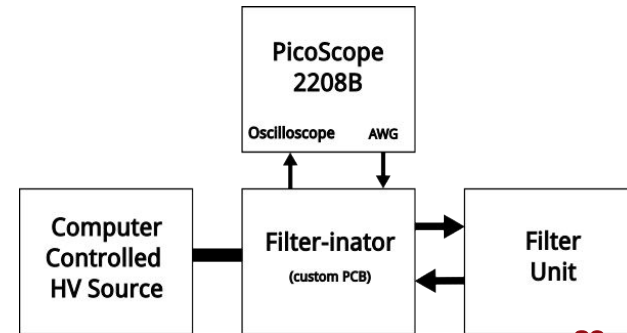 PicoScope
2208B
Oscilloscope AWG
Computer
Controlled
HV Source
Filter-inator
(custom PCB)
Filter
Unit